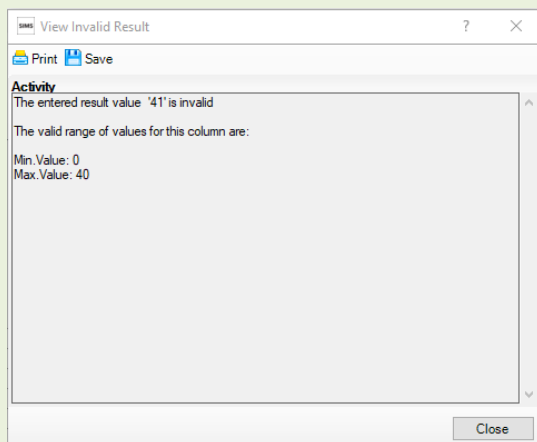 SIMS View Invalid Result ? ×
Print Save
Activity
The entered result value '41' is invalid
The valid range of values for this column are:
Min.Value: 0
Max.Value: 40
Close